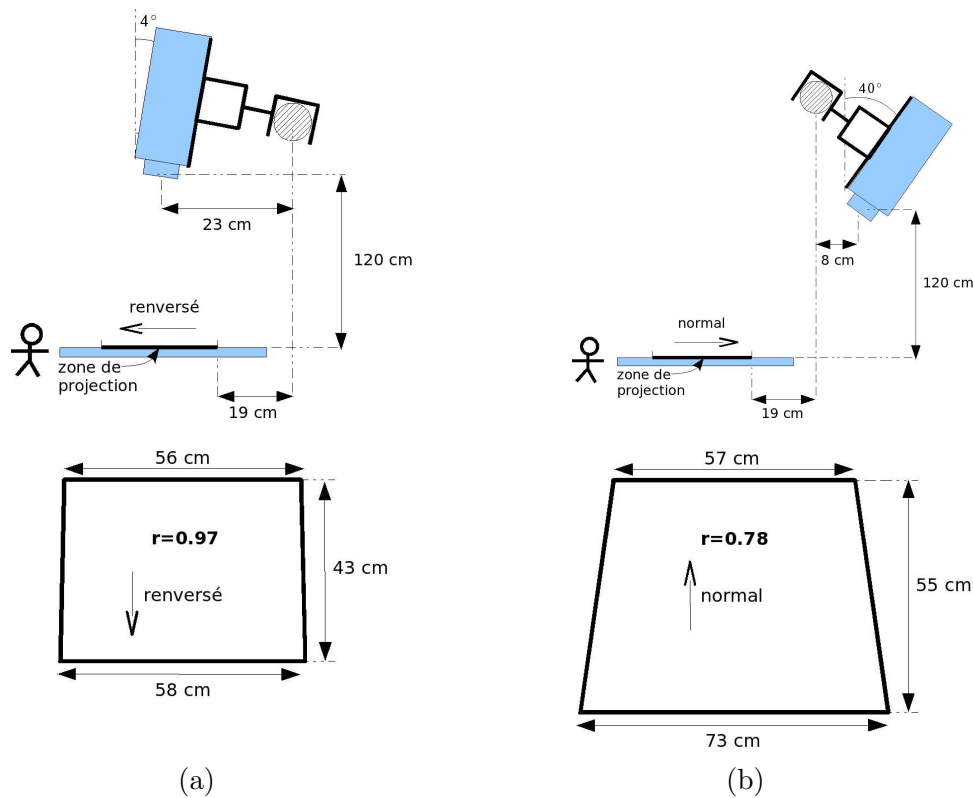 4°
23 cm
120 cm
renversé
zone de
projection
19 cm
56 cm
r=0.97
renversé
43 cm
58 cm
(a)
40°
8 cm
120 cm
normal
zone de
projection
19 cm
57 cm
r=0.78
normal
55 cm
73 cm
(b)